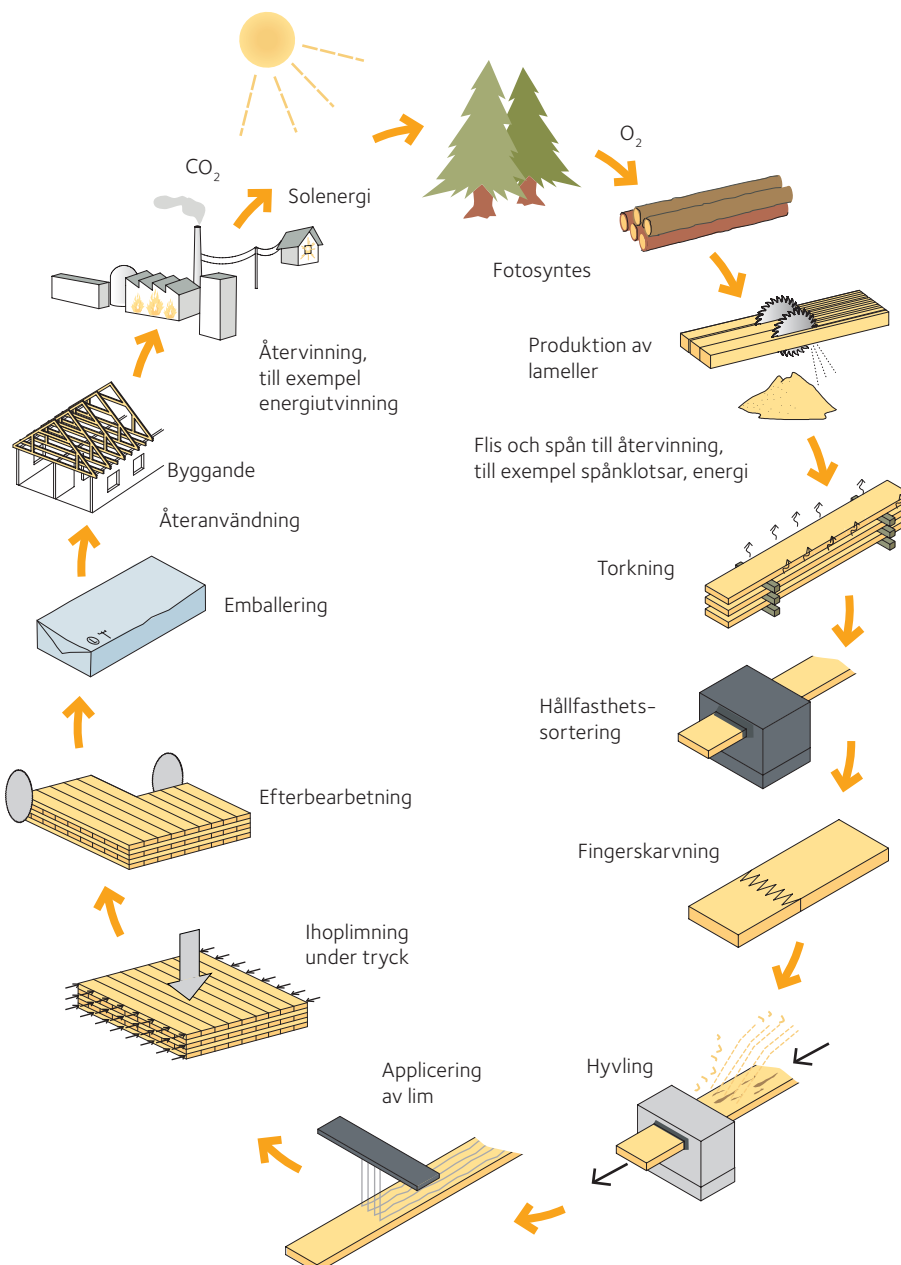 CO₂
Solenergi
O₂
Fotosyntes
Produktion av
lameller
Flis och spån till återvinning,
till exempel spånklotsar, energi
Torkning
Hållfasthets-
sortering
Fingerskarvning
Hyvling
Applicering
av lim
Ihoplimning
under tryck
Efterbearbetning
Emballering
Återanvändning
Byggande
Återvinning,
till exempel
energiutvinning